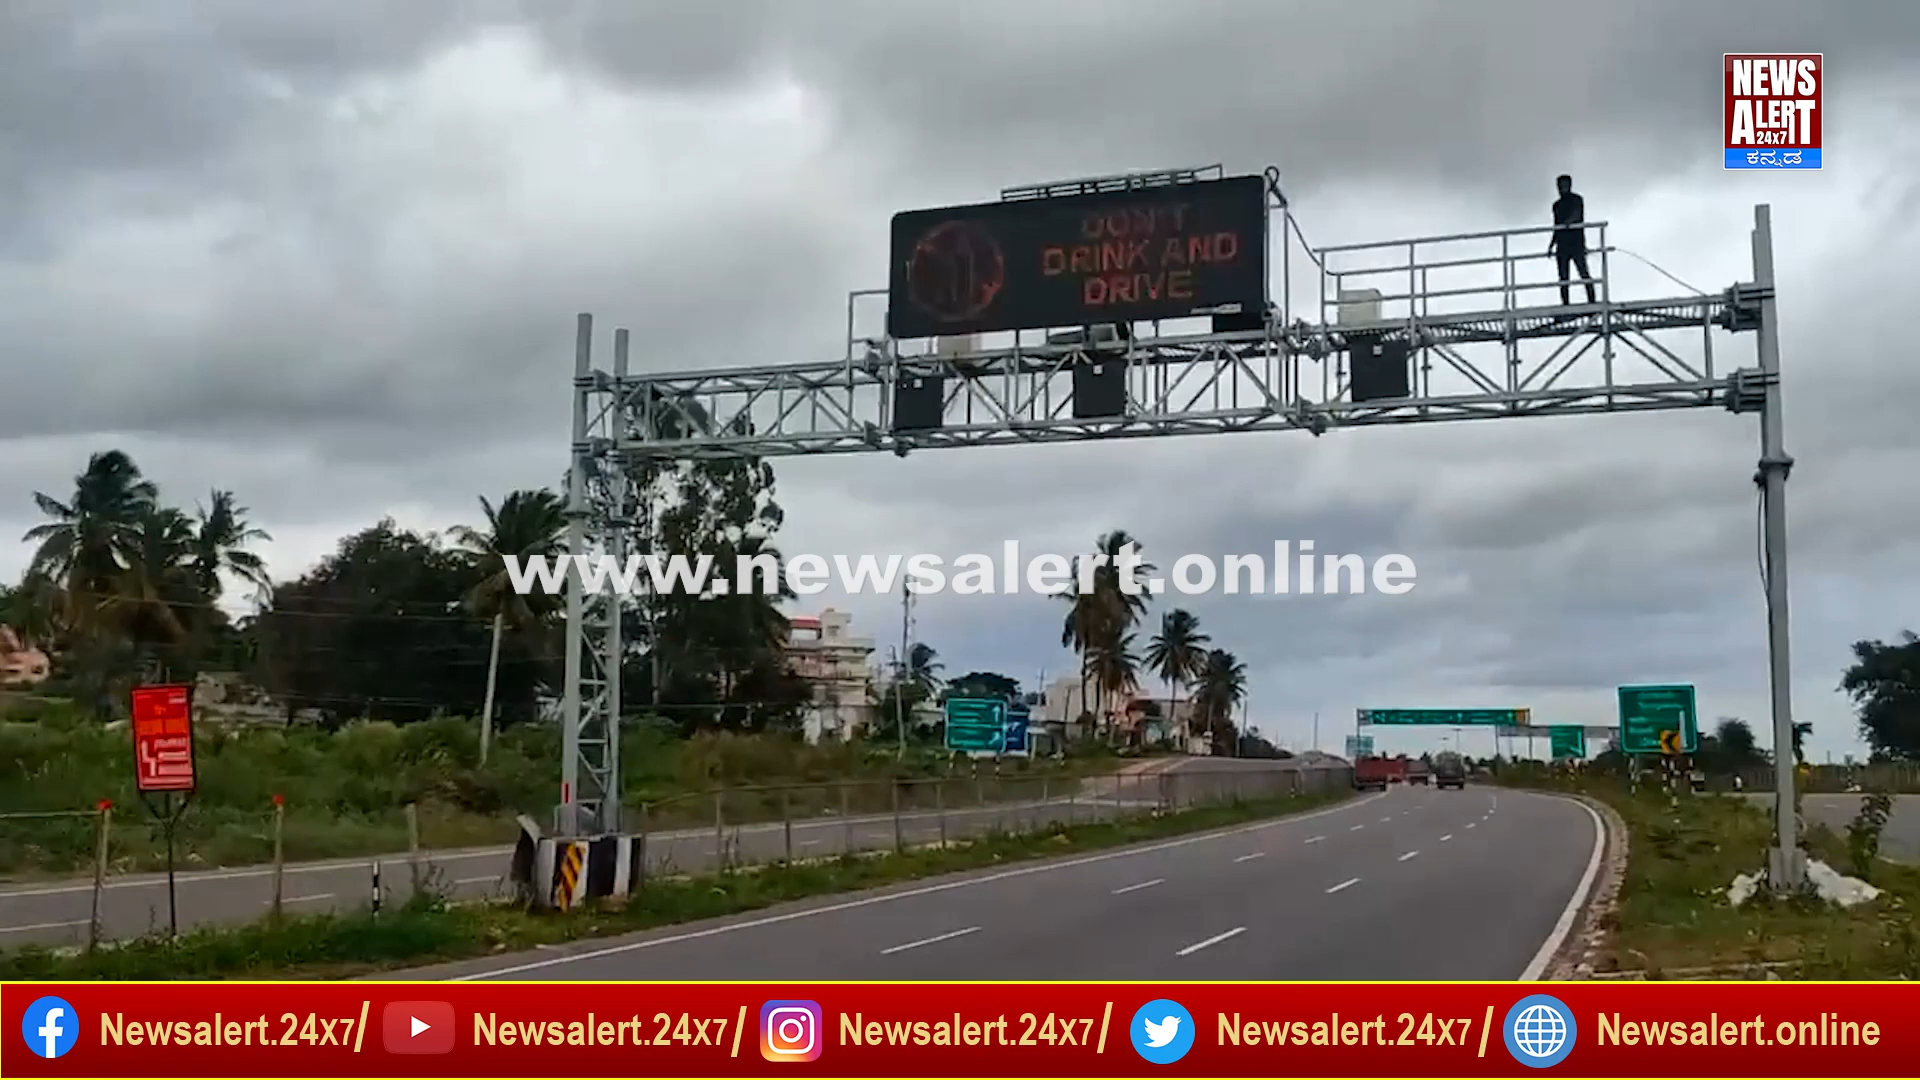 NEWS
ALERT
24x7
ಕನ್ನಡ
DON'T
DRINK AND
DRIVE
www.newsalert.online
Newsalert.24x7/ Newsalert.24x7/ Newsalert.24x7/ Newsalert.24x7/ Newsalert.online